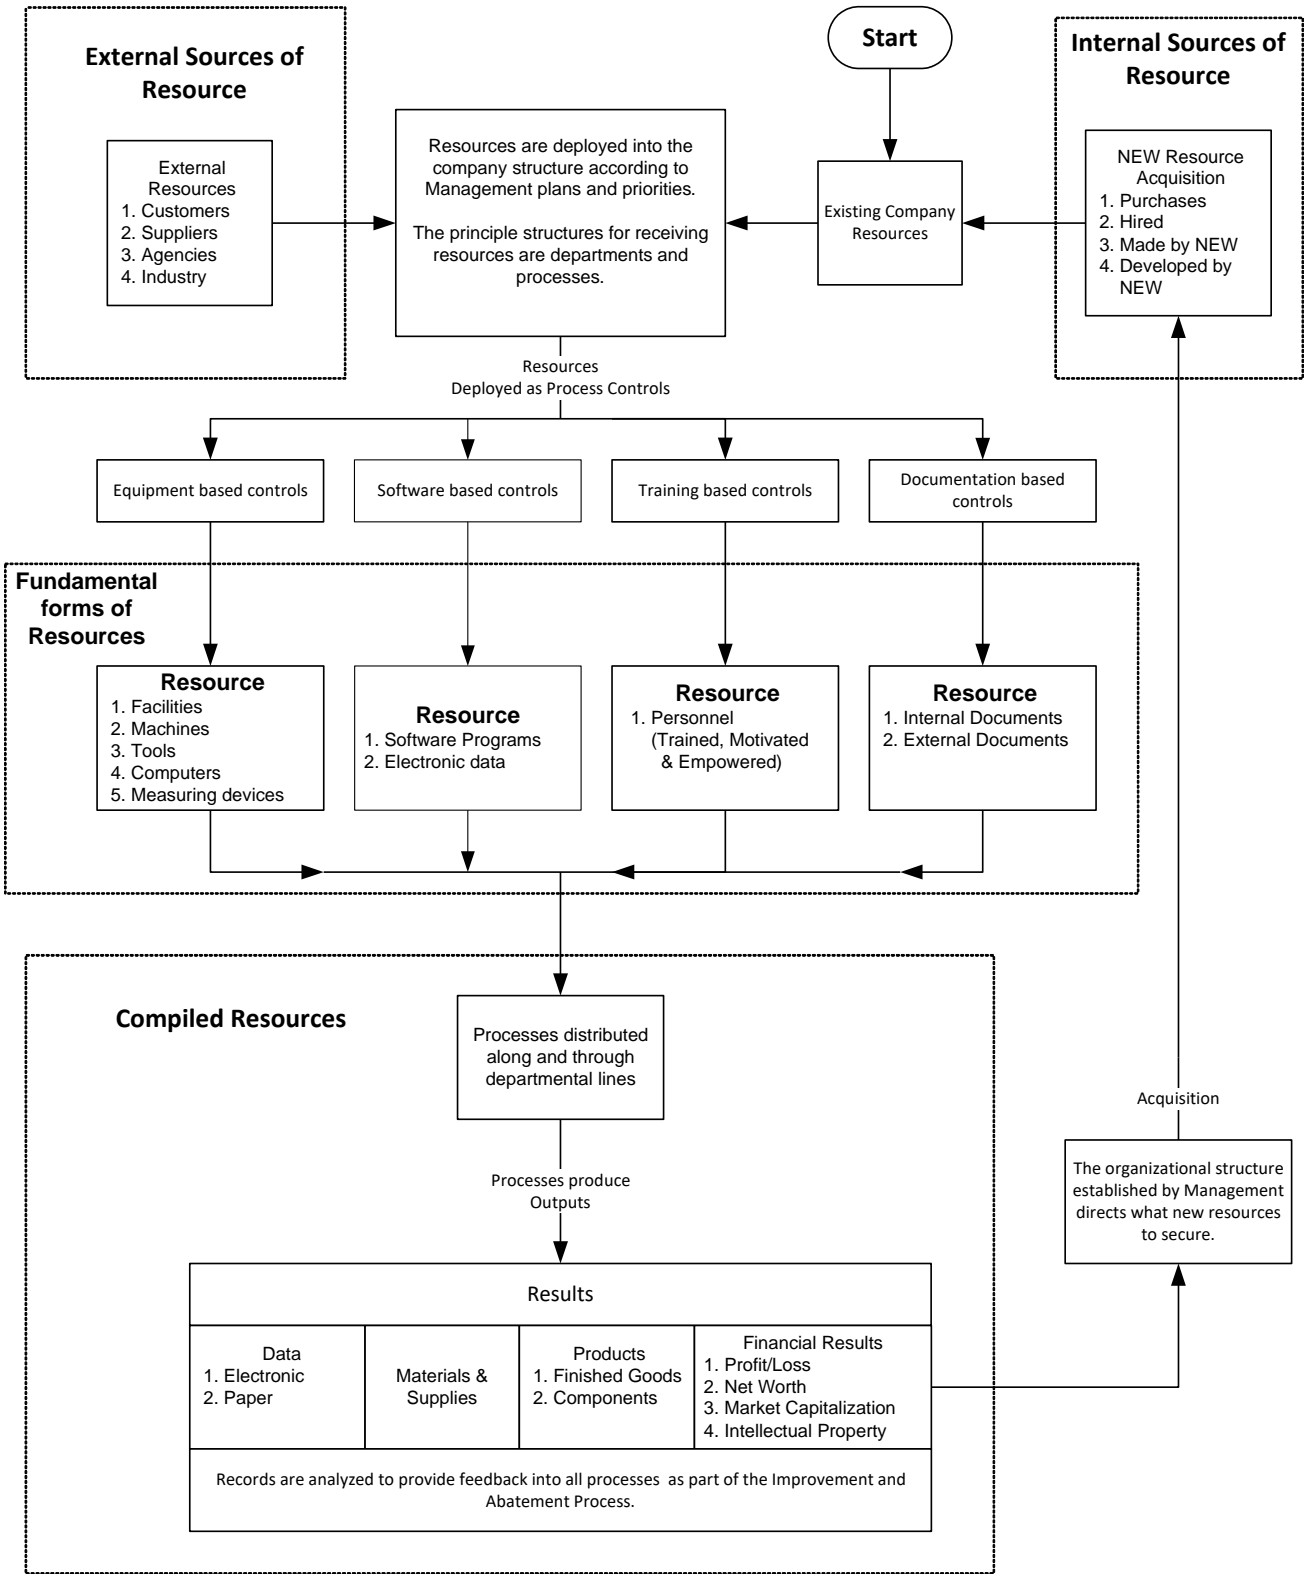 External Sources of
Resource
Start
Internal Sources of
Resource
External
Resources
1. Customers
2. Suppliers
3. Agencies
4. Industry
Resources are deployed into the
company structure according to
Management plans and priorities.
The principle structures for receiving
resources are departments and
processes.
Existing Company
Resources
NEW Resource
Acquisition
1. Purchases
2. Hired
3. Made by NEW
4. Developed by
NEW
Resources
Deployed as Process Controls
Equipment based controls
Software based controls
Training based controls
Documentation based
controls
Fundamental
forms of
Resources
Resource
1. Facilities
2. Machines
3. Tools
4. Computers
5. Measuring devices
Resource
1. Software Programs
2. Electronic data
Resource
1. Personnel
(Trained, Motivated
& Empowered)
Resource
1. Internal Documents
2. External Documents
Compiled Resources
Processes distributed
along and through
departmental lines
Processes produce
Outputs
Acquisition
The organizational structure
established by Management
directs what new resources
to secure.
Results
Data
1. Electronic
2. Paper
Materials &
Supplies
Products
1. Finished Goods
2. Components
Financial Results
1. Profit/Loss
2. Net Worth
3. Market Capitalization
4. Intellectual Property
Records are analyzed to provide feedback into all processes as part of the Improvement and
Abatement Process.